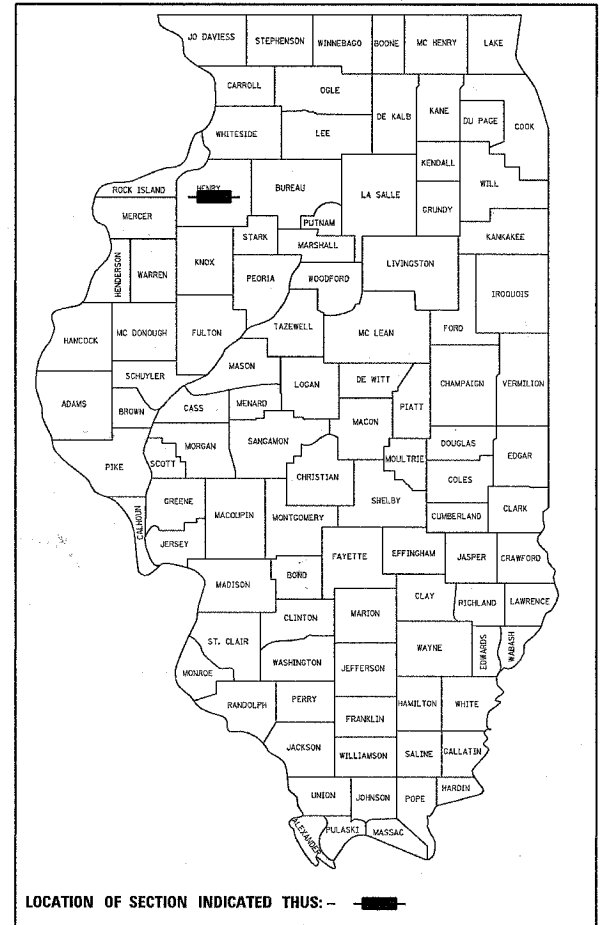 JO DAVIESS STEPHENSON WINNEBAGO BOONE MC HENRY LAKE
CARROLL OGLE DE KALB KANE DU PAGE COOK
WHITESIDE LEE
KENDALL
ROCK ISLAND HENRY BUREAU LA SALLE GRUNDY WILL
MERCER PUTNAM
STARK MARSHALL KANKAKEE
HENDERSON WARREN KNOX PEORIA WOODFORD LIVINGSTON IROQUOIS
HANCOCK MC DONOUGH FULTON TAZEWELL MC LEAN FORD
MASON
SCHUYLER LOGAN DE WITT CHAMPAIGN VERMILION
ADAMS BROWN CASS MENARD PIATT
MACON
MORGAN SANGAMON DOUGLAS EDGAR
PIKE SCOTT CHRISTIAN MOULTRIE COLES
SHELBY
CALHOUN GREENE MACOUPIN MONTGOMERY CUMBERLAND CLARK
JERSEY FAYETTE EFFINGHAM JASPER CRAWFORD
MADISON BOND CLAY RICHLAND LAWRENCE
CLINTON MARION
ST. CLAIR WAYNE EDWARDS WABASH
WASHINGTON JEFFERSON
MONROE
RANDOLPH PERRY HAMILTON WHITE
FRANKLIN
JACKSON WILLIAMSON SALINE GALLATIN
UNION JOHNSON POPE HARDIN
ALEXANDER PULASKI MASSAC
LOCATION OF SECTION INDICATED THUS: -